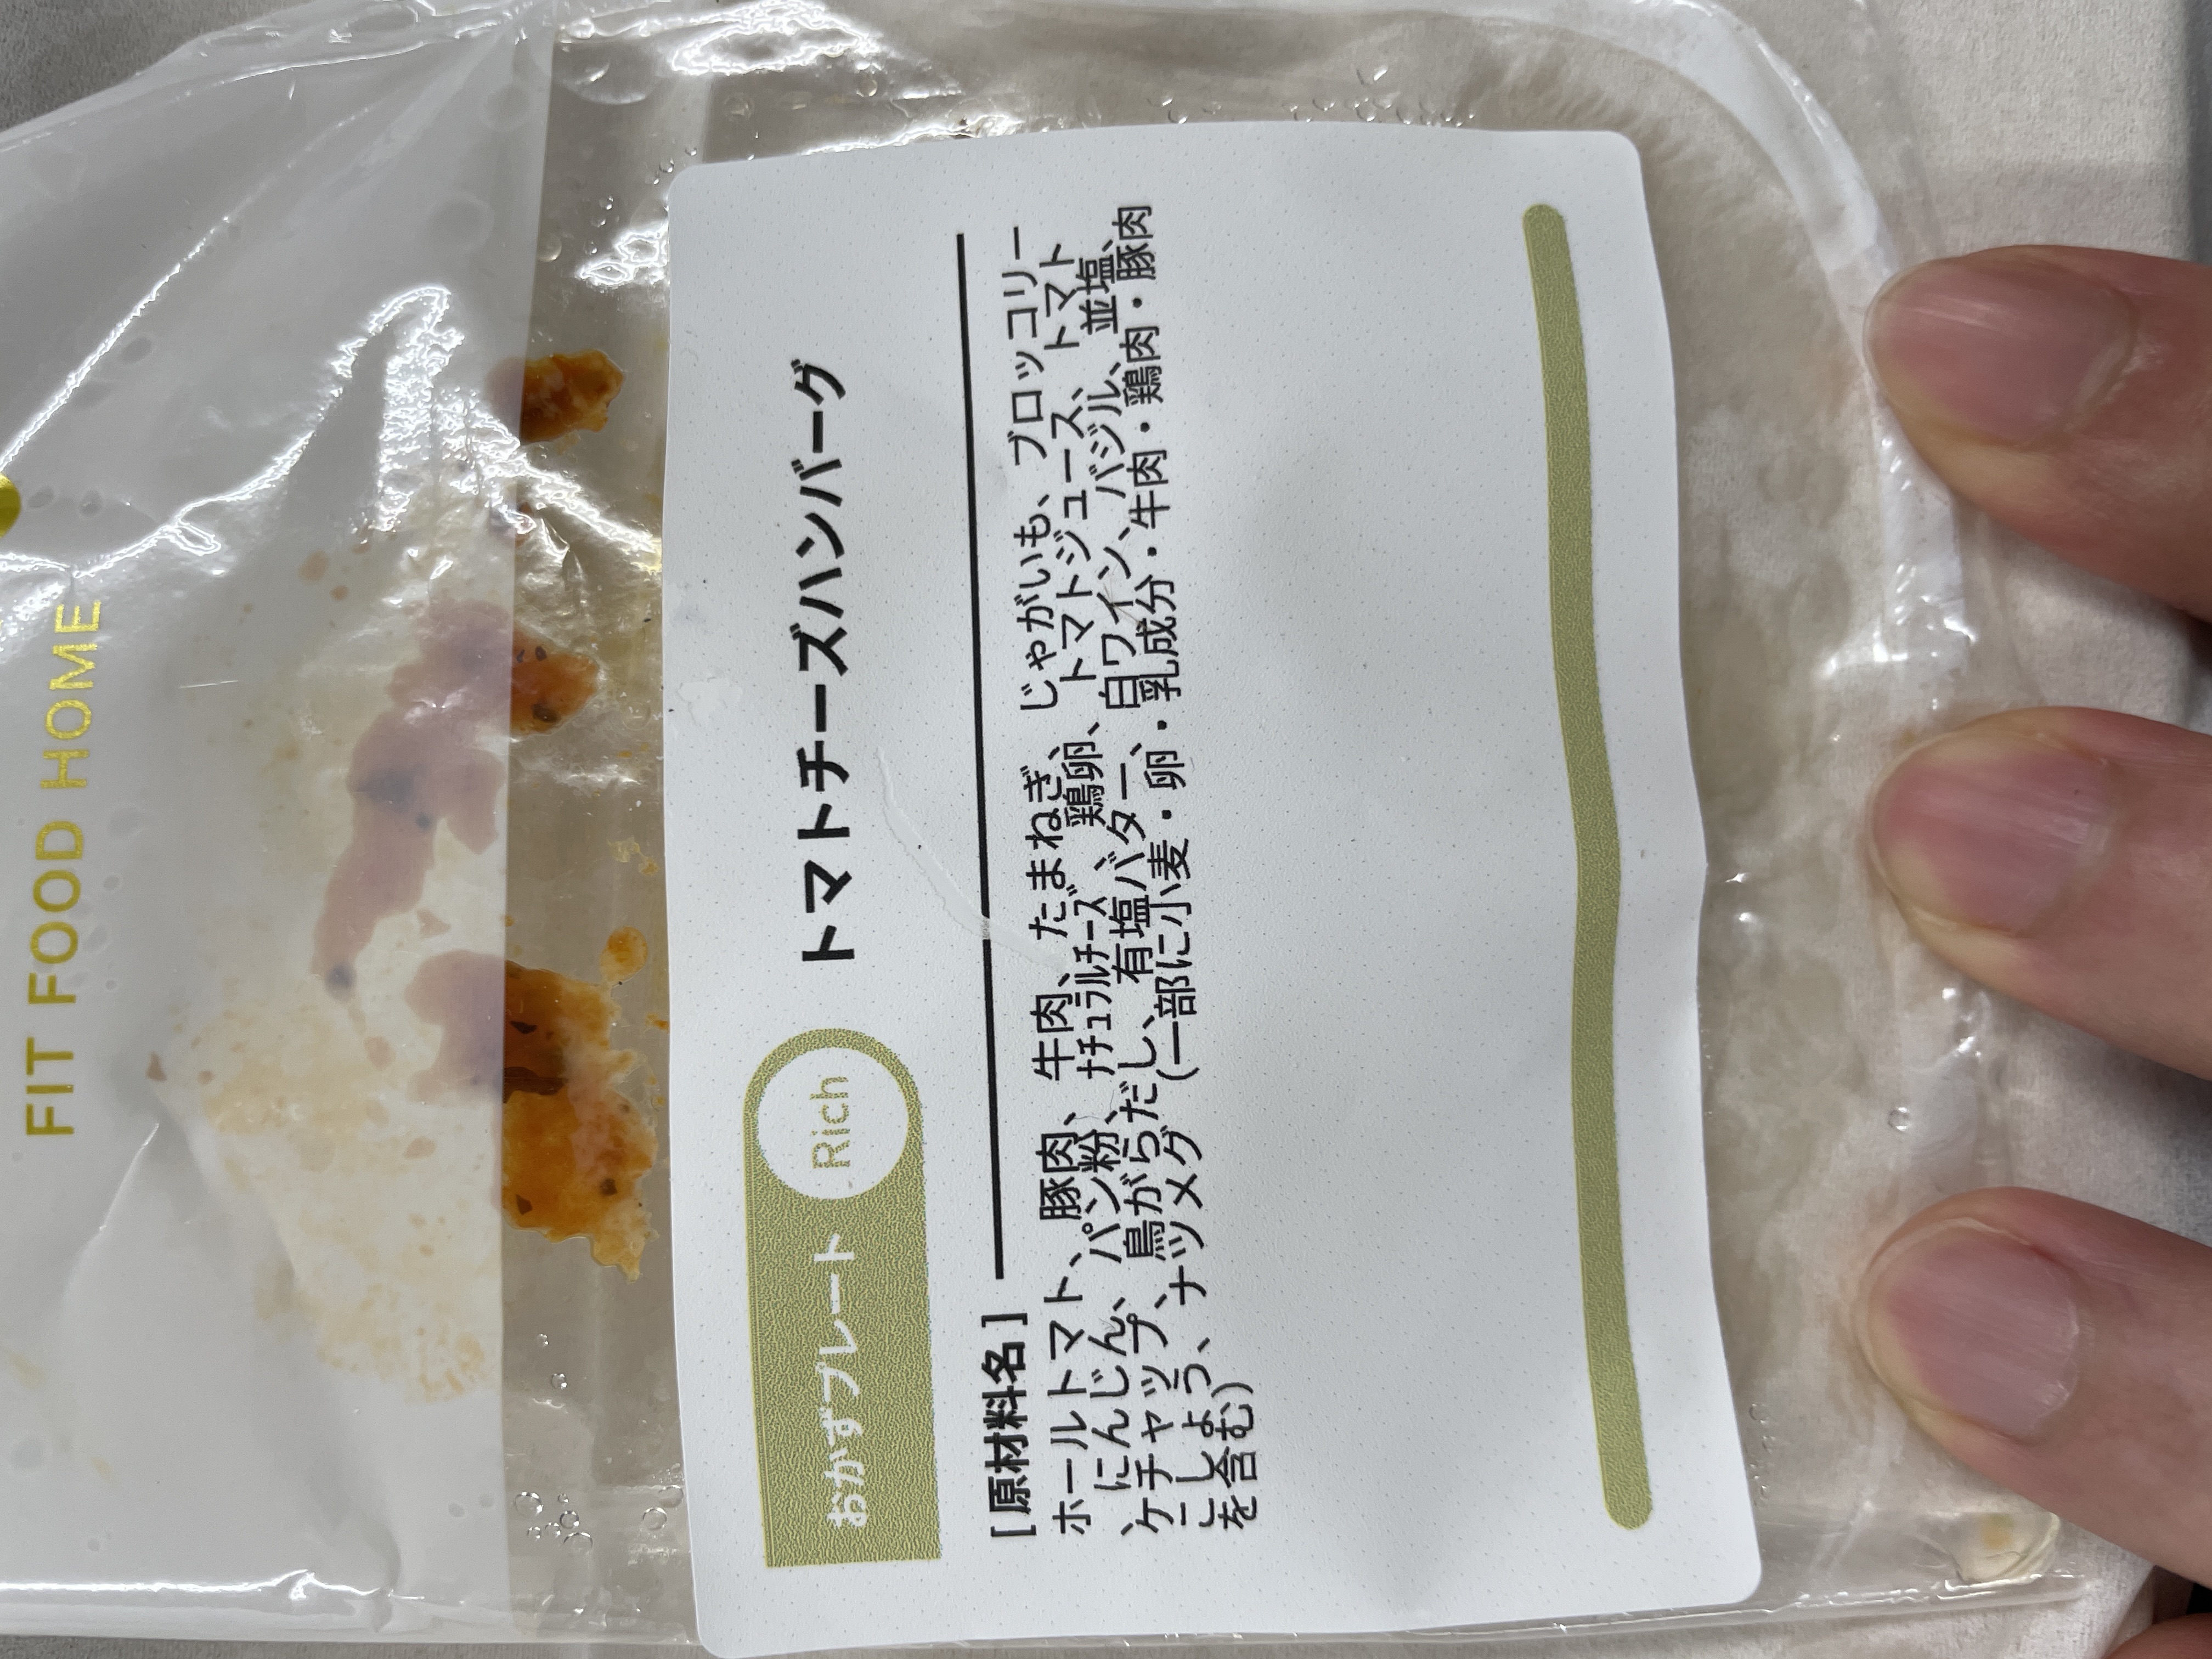 FIT FOOD HOME
おかずプレート Rich トマトチーズハンバーグ
[原材料名]
ホールトマト、豚肉、牛肉、たまねぎ、じゃがいも、ブロッコリー
、にんじん、パン粉、ﾅﾁｭﾗﾙﾁｰｽﾞ、鶏卵、トマトジュース、トマト
ケチャップ、鳥がらだし、有塩バター、白ワイン、バジル、並塩、
こしょう、ナツメグ(一部に小麦・卵・乳成分・牛肉・鶏肉・豚肉
を含む)